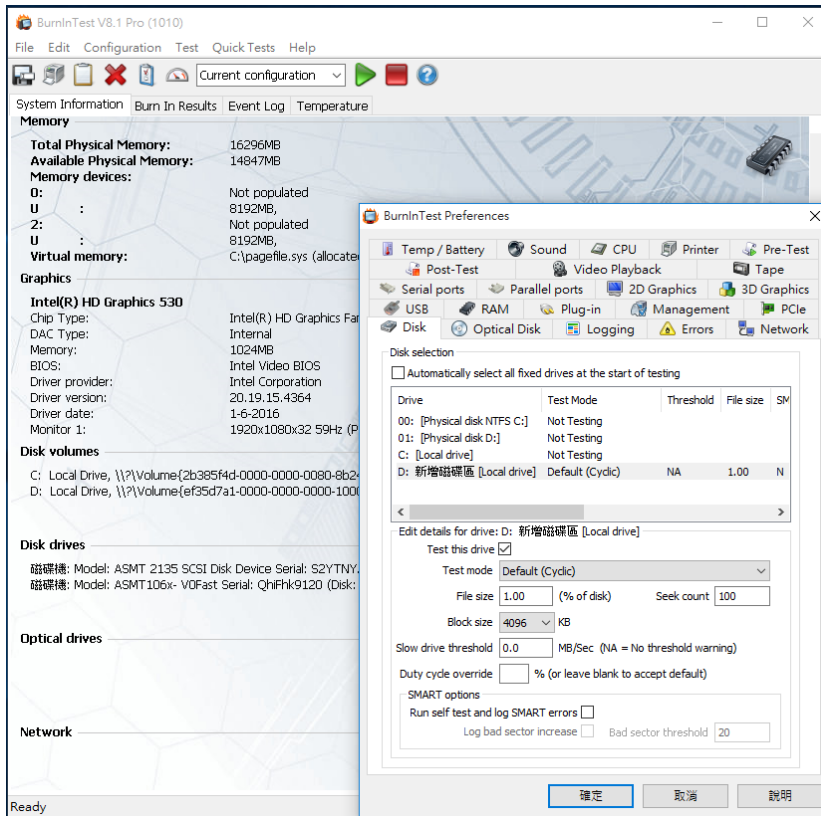 BurnInTest V8.1 Pro (1010)
File Edit Configuration Test Quick Tests Help
Current configuration
System Information Burn In Results Event Log Temperature
Memory
Total Physical Memory: 16296MB
Available Physical Memory: 14847MB
Memory devices:
0: Not populated
U : 8192MB,
2: Not populated
U : 8192MB,
Virtual memory: C:\pagefile.sys (allocate
Graphics
Intel(R) HD Graphics 530
Chip Type: Intel(R) HD Graphics Far
DAC Type: Internal
Memory: 1024MB
BIOS: Intel Video BIOS
Driver provider: Intel Corporation
Driver version: 20.19.15.4364
Driver date: 1-6-2016
Monitor 1: 1920x1080x32 59Hz (P
Disk volumes
C: Local Drive, \\?\Volume{2b385f4d-0000-0000-0080-8b24
D: Local Drive, \\?\Volume{ef35d7a1-0000-0000-0000-1000
Disk drives
磁碟機: Model: ASMT 2135 SCSI Disk Device Serial: S2YTNY.
磁碟機: Model: ASMT106x- V0Fast Serial: QhiFhk9120 (Disk:
Optical drives
Network
Ready
BurnInTest Preferences
Temp / Battery Sound CPU Printer Pre-Test
Post-Test Video Playback Tape
Serial ports Parallel ports 2D Graphics 3D Graphics
USB RAM Plug-in Management PCIe
Disk Optical Disk Logging Errors Network
Disk selection
Automatically select all fixed drives at the start of testing
Drive Test Mode Threshold File size SM
00: [Physical disk NTFS C:] Not Testing
01: [Physical disk D:] Not Testing
C: [Local drive] Not Testing
D: 新增磁碟區 [Local drive] Default (Cyclic) NA 1.00 N
Edit details for drive: D: 新增磁碟區 [Local drive]
Test this drive
Test mode Default (Cyclic)
File size 1.00 (% of disk) Seek count 100
Block size 4096 KB
Slow drive threshold 0.0 MB/Sec (NA = No threshold warning)
Duty cycle override % (or leave blank to accept default)
SMART options
Run self test and log SMART errors
Log bad sector increase Bad sector threshold 20
確定 取消 說明